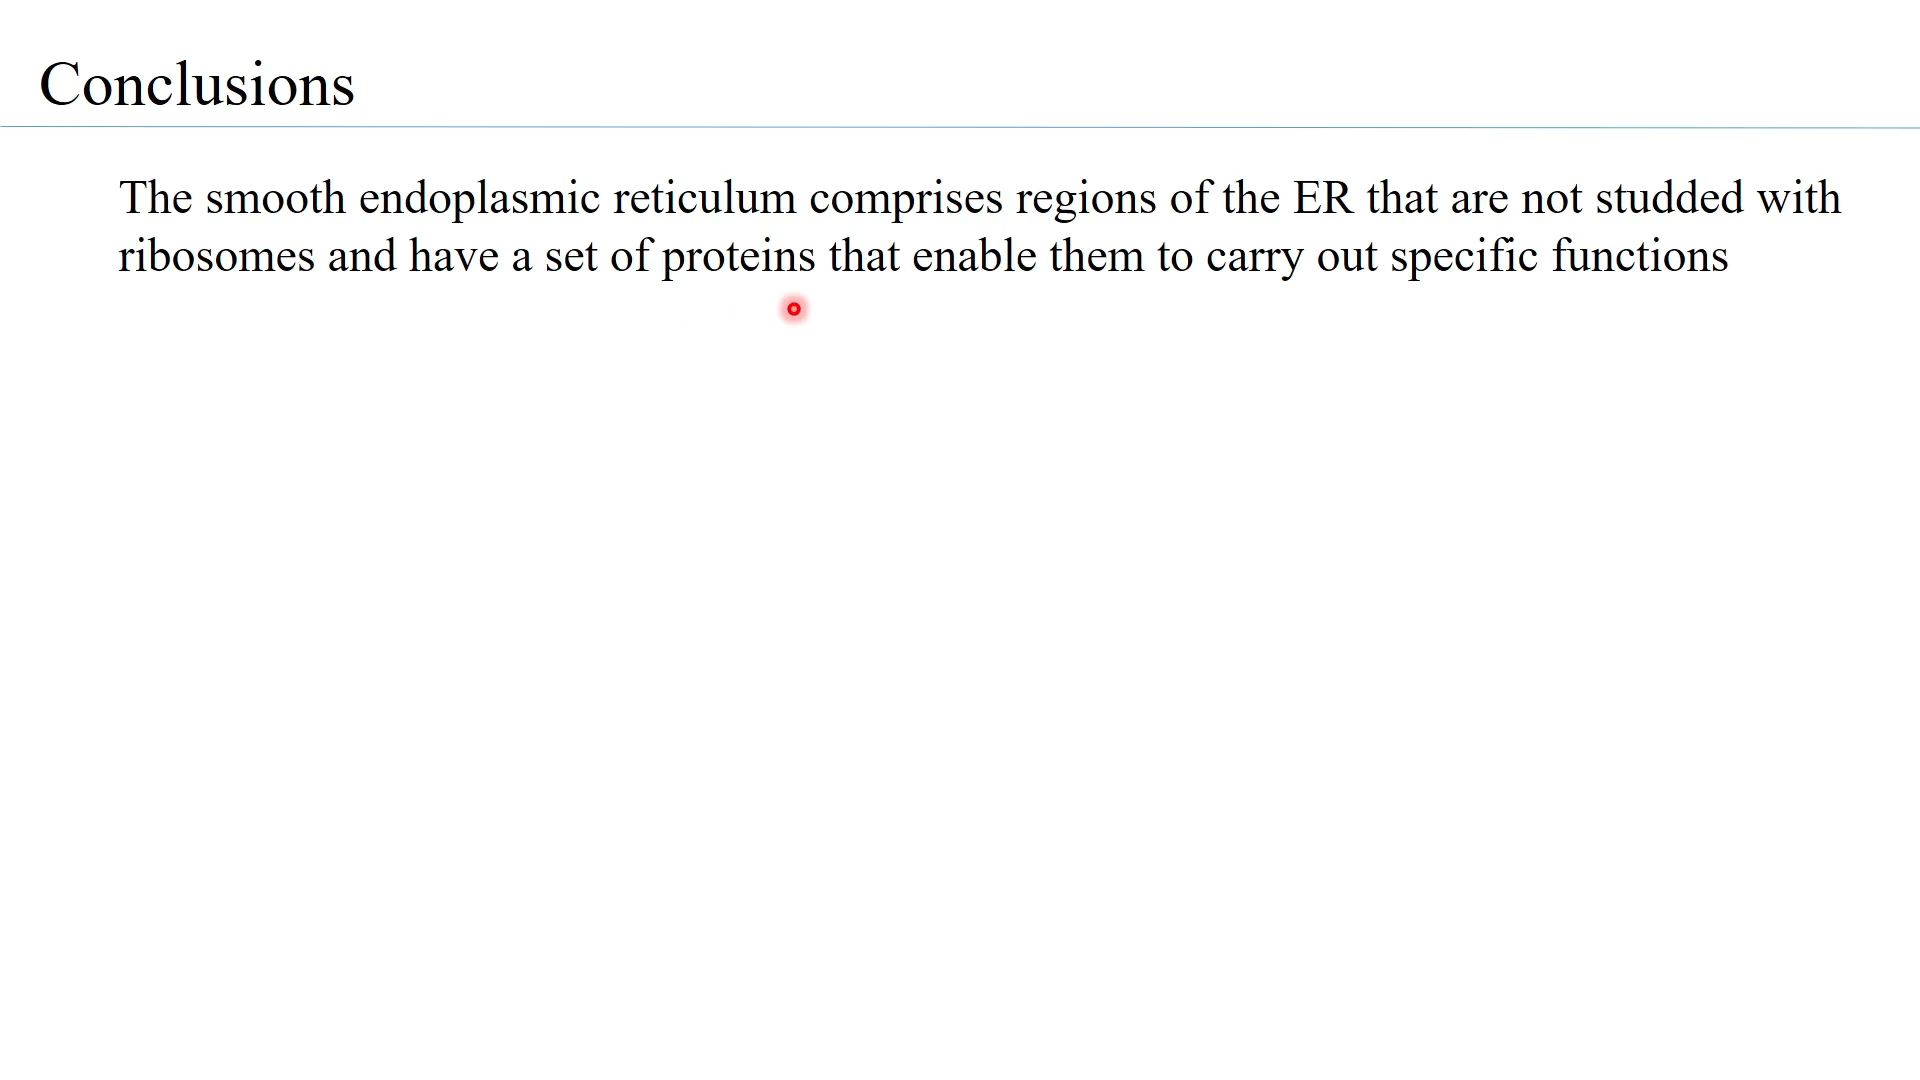 Conclusions
The smooth endoplasmic reticulum comprises regions of the ER that are not studded with
ribosomes and have a set of proteins that enable them to carry out specific functions